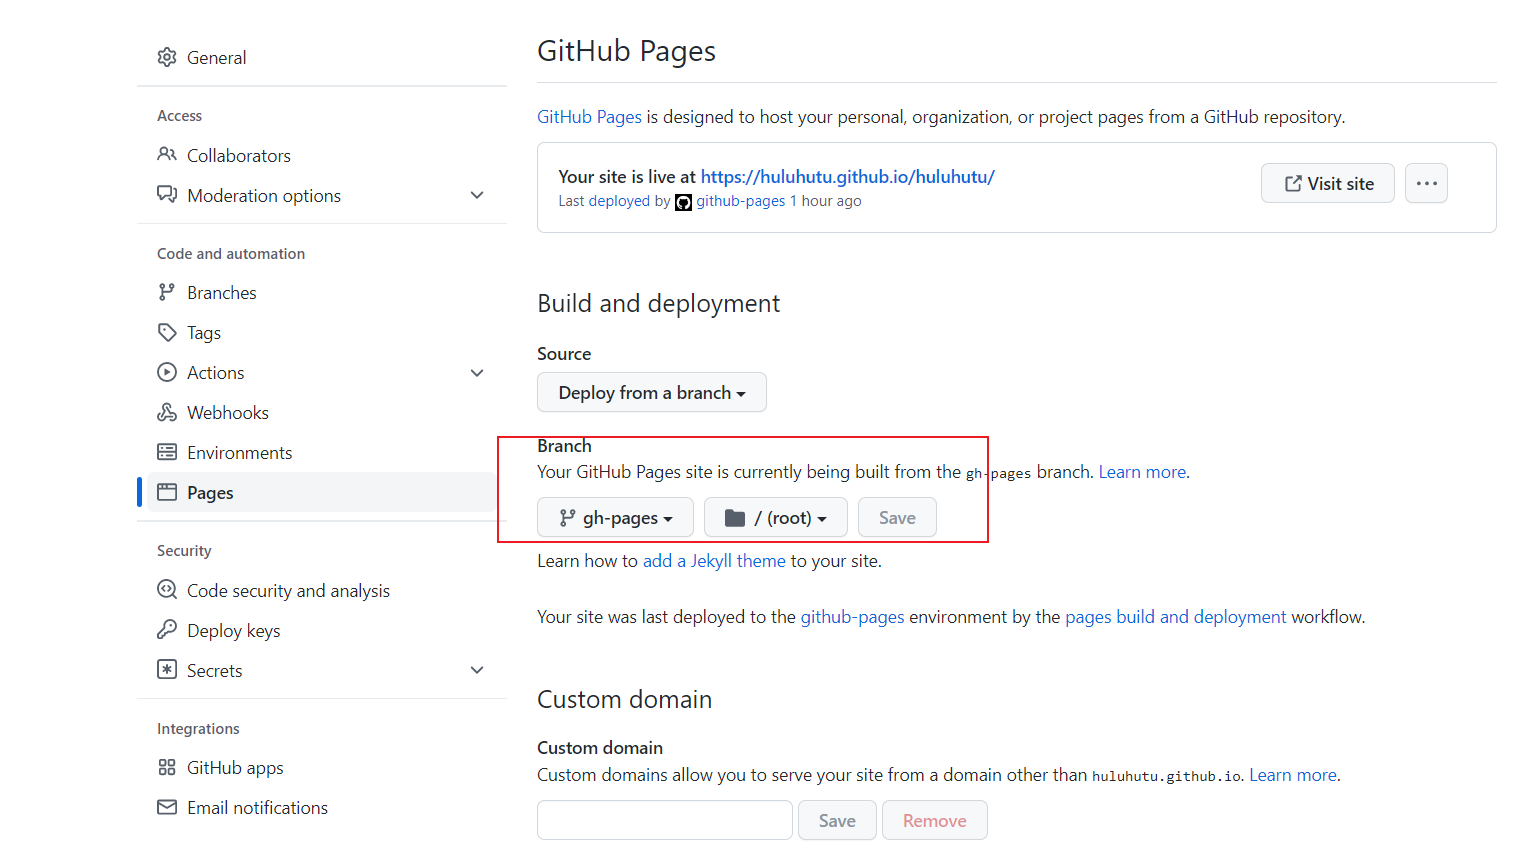 General
Access
Collaborators
Moderation options
Code and automation
Branches
Tags
Actions
Webhooks
Environments
Pages
Security
Code security and analysis
Deploy keys
Secrets
Integrations
GitHub apps
Email notifications
GitHub Pages
GitHub Pages is designed to host your personal, organization, or project pages from a GitHub repository.
Your site is live at https://huluhutu.github.io/huluhutu/
Last deployed by github-pages 1 hour ago
Visit site
Build and deployment
Source
Deploy from a branch
Branch
Your GitHub Pages site is currently being built from the gh-pages branch. Learn more.
gh-pages / (root) Save
Learn how to add a Jekyll theme to your site.
Your site was last deployed to the github-pages environment by the pages build and deployment workflow.
Custom domain
Custom domain
Custom domains allow you to serve your site from a domain other than huluhutu.github.io. Learn more.
Save Remove